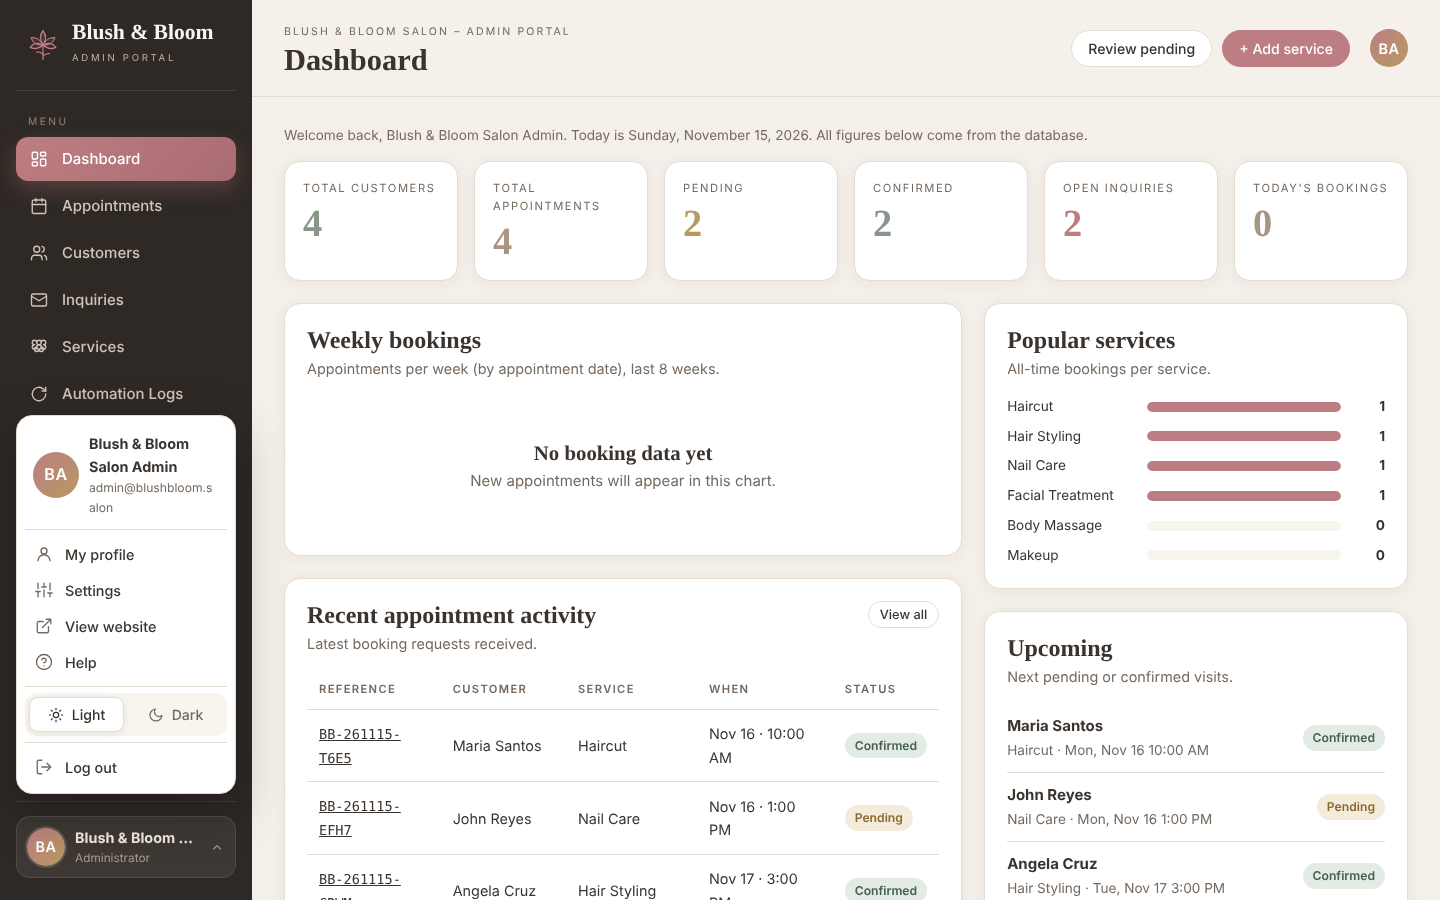 Blush & Bloom
ADMIN PORTAL
MENU
Dashboard
Appointments
Customers
Inquiries
Services
Automation Logs
BA
Blush & Bloom
Salon Admin
admin@blushbloom.s
alon
My profile
Settings
View website
Help
Light
Dark
Log out
BA
Blush & Bloom ...
Administrator
BLUSH & BLOOM SALON – ADMIN PORTAL
Dashboard
Review pending
+ Add service
BA
Welcome back, Blush & Bloom Salon Admin. Today is Sunday, November 15, 2026. All figures below come from the database.
TOTAL CUSTOMERS
4
TOTAL
APPOINTMENTS
4
PENDING
2
CONFIRMED
2
OPEN INQUIRIES
2
TODAY'S BOOKINGS
0
Weekly bookings
Appointments per week (by appointment date), last 8 weeks.
No booking data yet
New appointments will appear in this chart.
Popular services
All-time bookings per service.
Haircut 1
Hair Styling 1
Nail Care 1
Facial Treatment 1
Body Massage 0
Makeup 0
Recent appointment activity
View all
Latest booking requests received.
REFERENCE CUSTOMER SERVICE WHEN STATUS
BB-261115-
T6E5
Maria Santos
Haircut
Nov 16 · 10:00
AM
Confirmed
BB-261115-
EFH7
John Reyes
Nail Care
Nov 16 · 1:00
PM
Pending
BB-261115-
Angela Cruz
Hair Styling
Nov 17 · 3:00
Confirmed
Upcoming
Next pending or confirmed visits.
Maria Santos
Haircut · Mon, Nov 16 10:00 AM
Confirmed
John Reyes
Nail Care · Mon, Nov 16 1:00 PM
Pending
Angela Cruz
Hair Styling · Tue, Nov 17 3:00 PM
Confirmed